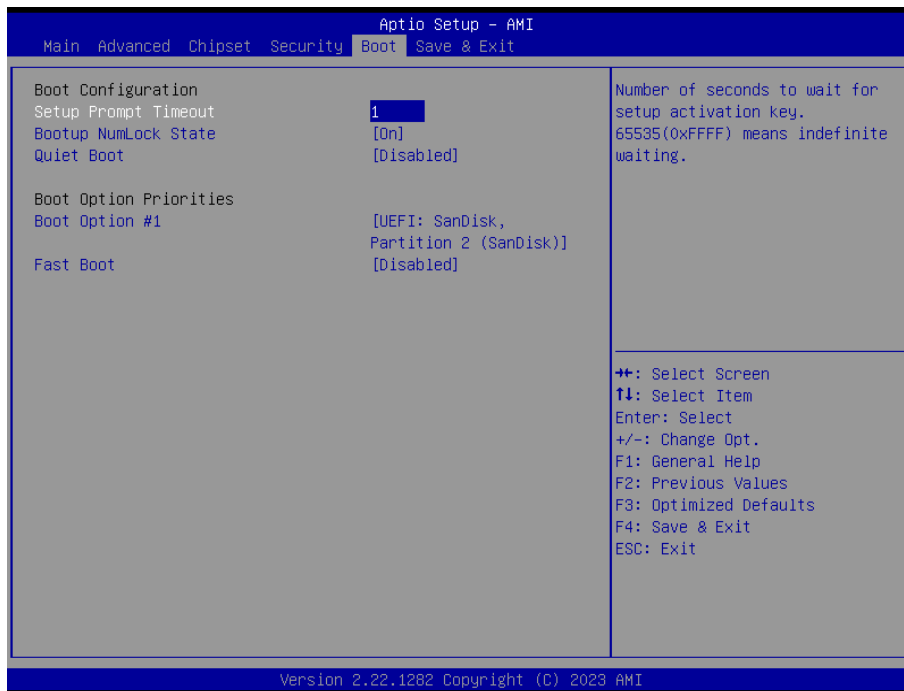 Aptio Setup – AMI
Main Advanced Chipset Security Boot Save & Exit
Boot Configuration
Setup Prompt Timeout 1
Bootup NumLock State [On]
Quiet Boot [Disabled]
Boot Option Priorities
Boot Option #1 [UEFI: SanDisk,
Partition 2 (SanDisk)]
Fast Boot [Disabled]
Number of seconds to wait for
setup activation key.
65535(0xFFFF) means indefinite
waiting.
→←: Select Screen
↑↓: Select Item
Enter: Select
+/-: Change Opt.
F1: General Help
F2: Previous Values
F3: Optimized Defaults
F4: Save & Exit
ESC: Exit
Version 2.22.1282 Copyright (C) 2023 AMI